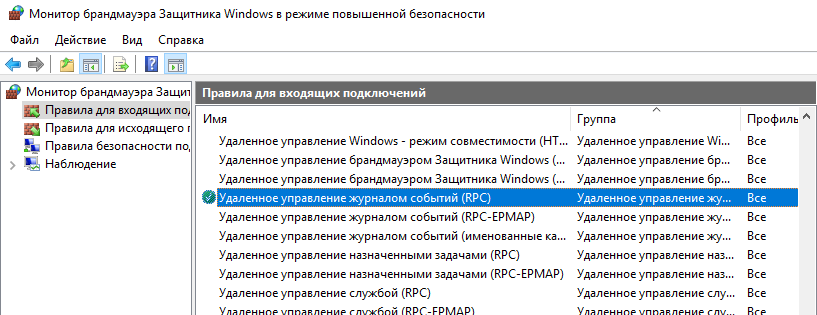 Монитор брандмауэра Защитника Windows в режиме повышенной безопасности
Файл Действие Вид Справка
Монитор брандмауэра Защит
Правила для входящих под
Правила для исходящего п
Правила безопасности под
Наблюдение
Правила для входящих подключений
Имя Группа Профиль
Удаленное управление Windows - режим совместимости (HT... Удаленное управление Wi... Все
Удаленное управление брандмауэром Защитника Windows (... Удаленное управление бр... Все
Удаленное управление брандмауэром Защитника Windows (... Удаленное управление бр... Все
Удаленное управление журналом событий (RPC) Удаленное управление жу... Все
Удаленное управление журналом событий (RPC-EPMAP) Удаленное управление жу... Все
Удаленное управление журналом событий (именованные ка... Удаленное управление жу... Все
Удаленное управление назначенными задачами (RPC) Удаленное управление наз... Все
Удаленное управление назначенными задачами (RPC-EPMAP) Удаленное управление наз... Все
Удаленное управление службой (RPC) Удаленное управление слу... Все
Удаленное управление службой (RPC-EPMAP) Удаленное управление слу... Все